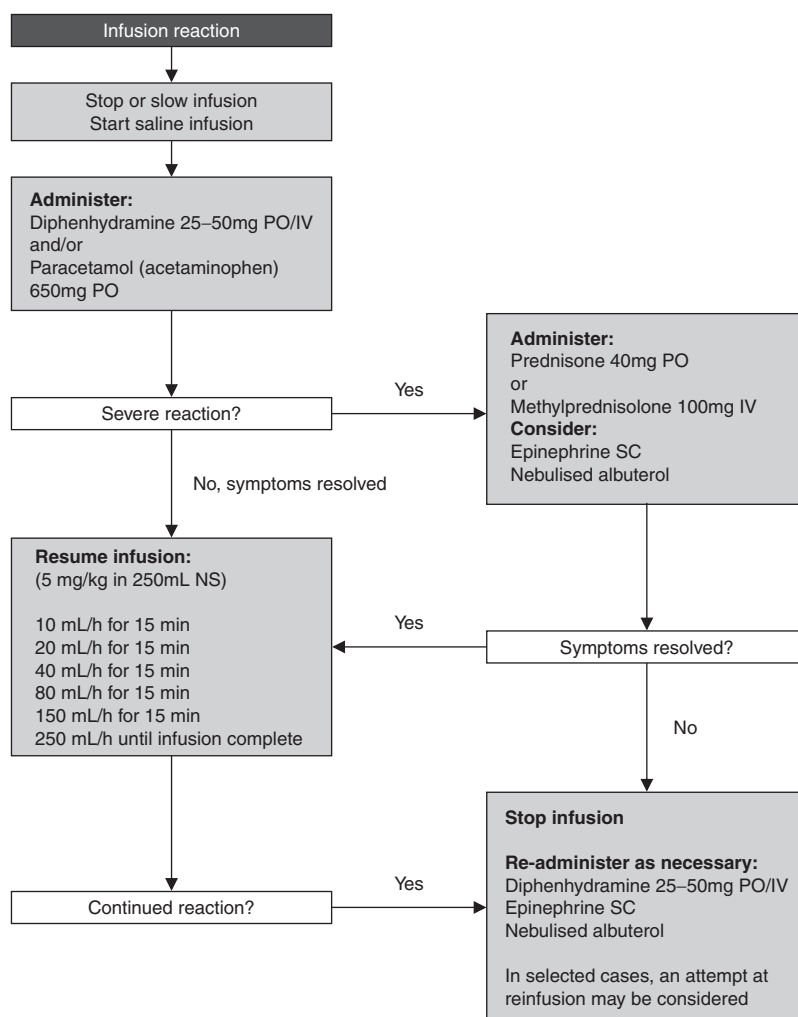 Infusion reaction
Stop or slow infusion
Start saline infusion
Administer:
Diphenhydramine 25–50mg PO/IV
and/or
Paracetamol (acetaminophen)
650mg PO
Severe reaction?
Yes
Administer:
Prednisone 40mg PO
or
Methylprednisolone 100mg IV
Consider:
Epinephrine SC
Nebulised albuterol
No, symptoms resolved
Resume infusion:
(5 mg/kg in 250mL NS)
10 mL/h for 15 min
20 mL/h for 15 min
40 mL/h for 15 min
80 mL/h for 15 min
150 mL/h for 15 min
250 mL/h until infusion complete
Yes
Symptoms resolved?
No
Stop infusion
Re-administer as necessary:
Diphenhydramine 25–50mg PO/IV
Epinephrine SC
Nebulised albuterol
In selected cases, an attempt at
reinfusion may be considered
Continued reaction?
Yes